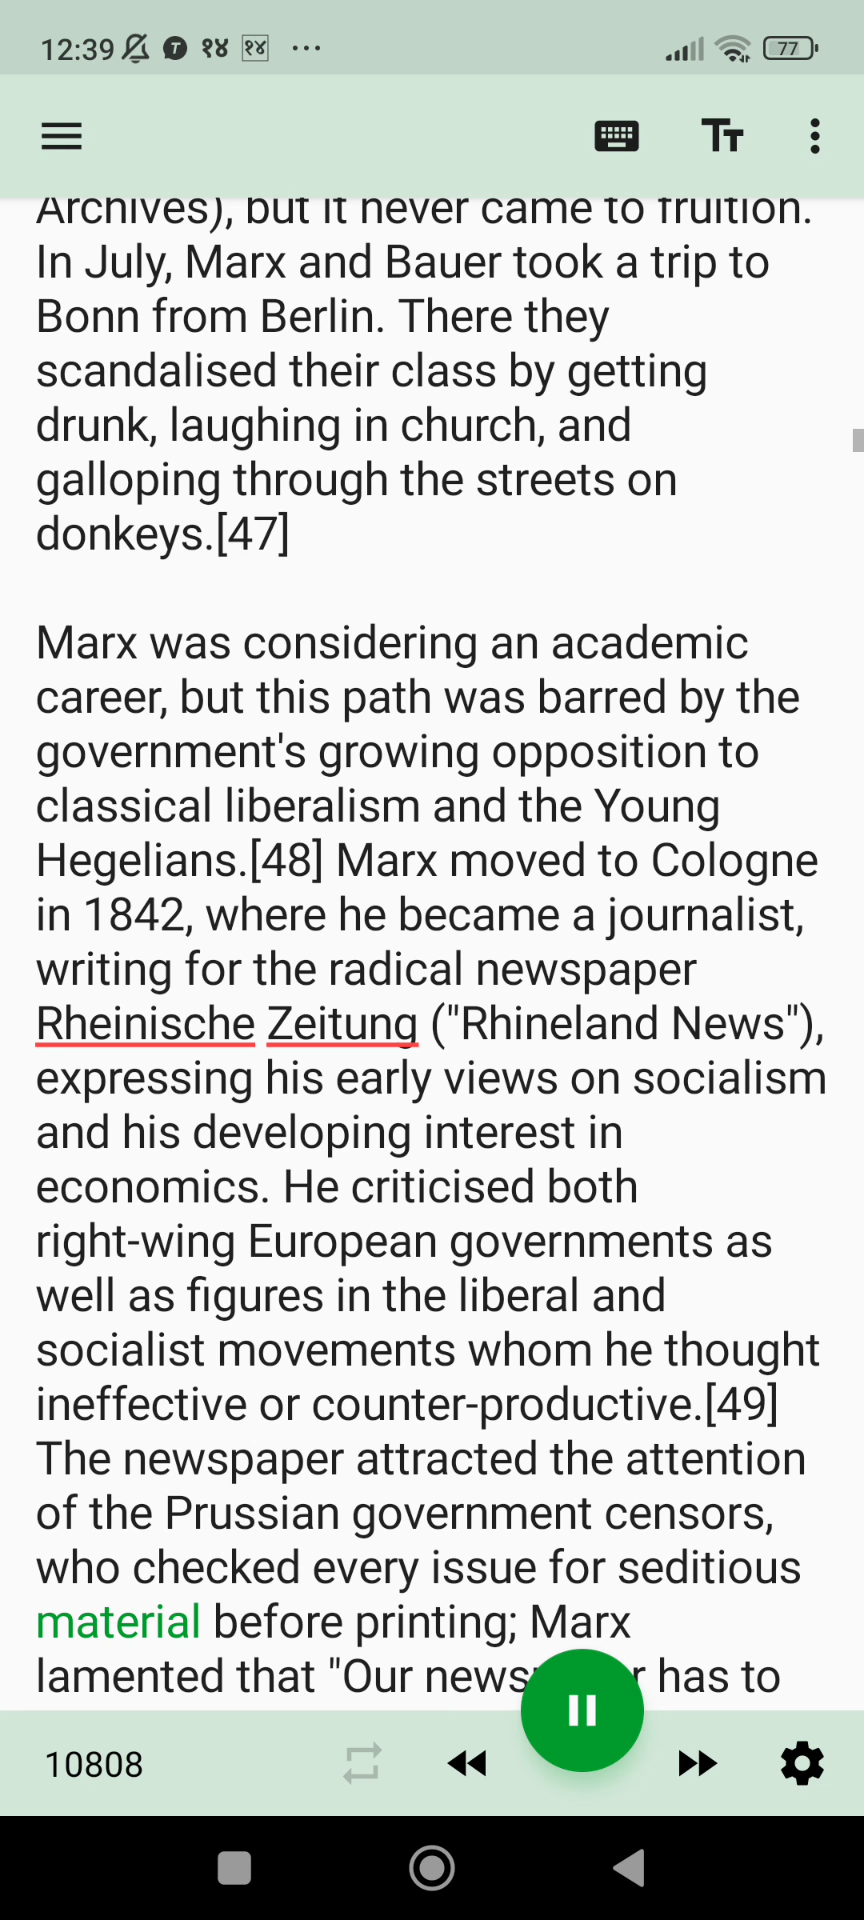 12:39 T १४ १४ ... 77
Archives), but it never came to fruition.
In July, Marx and Bauer took a trip to
Bonn from Berlin. There they
scandalised their class by getting
drunk, laughing in church, and
galloping through the streets on
donkeys.[47]
Marx was considering an academic
career, but this path was barred by the
government's growing opposition to
classical liberalism and the Young
Hegelians.[48] Marx moved to Cologne
in 1842, where he became a journalist,
writing for the radical newspaper
Rheinische Zeitung ("Rhineland News"),
expressing his early views on socialism
and his developing interest in
economics. He criticised both
right-wing European governments as
well as figures in the liberal and
socialist movements whom he thought
ineffective or counter-productive.[49]
The newspaper attracted the attention
of the Prussian government censors,
who checked every issue for seditious
material before printing; Marx
lamented that "Our has to
10808